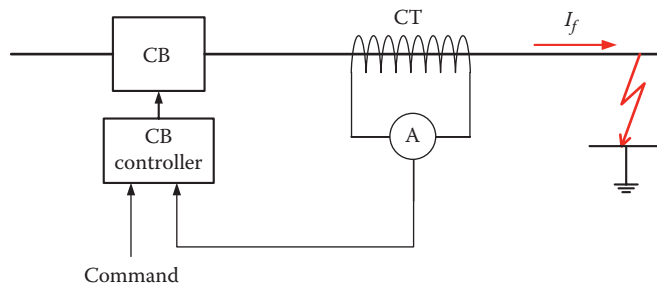 CT
I_f
CB
A
CB
controller
Command